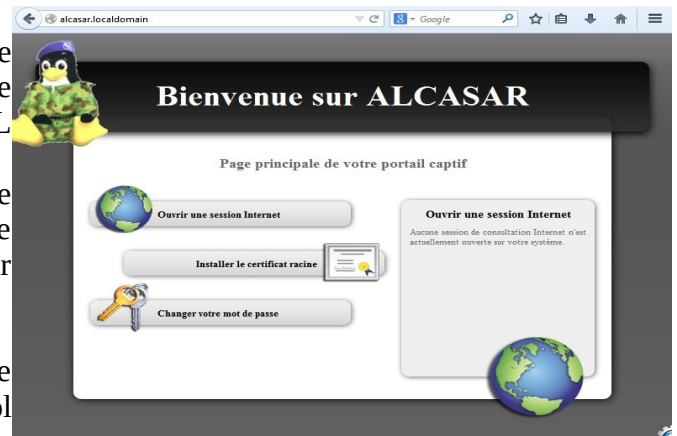 alcasar.localdomain
Google
Bienvenue sur ALCASAR
Page principale de votre portail captif
Ouvrir une session Internet
Installer le certificat racine
Changer votre mot de passe
Ouvrir une session Internet
Aucune session de consultation Internet n'est
actuellement ouverte sur votre système.